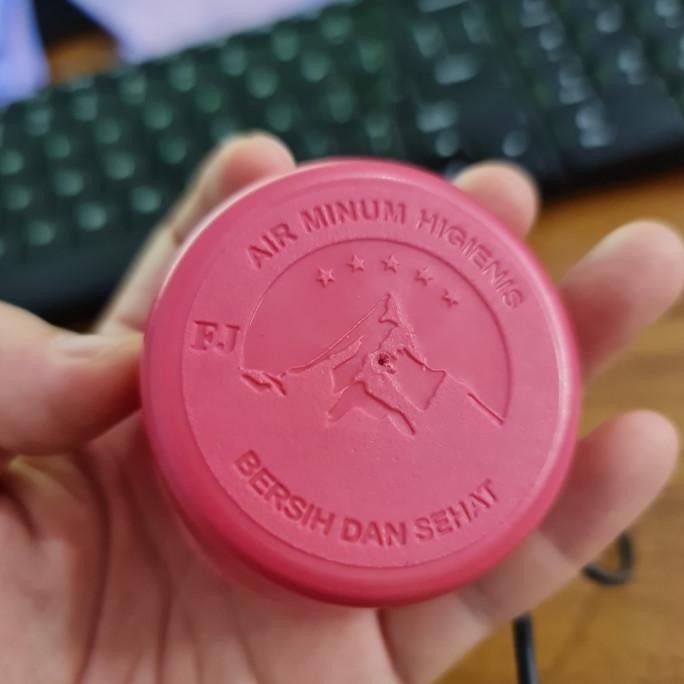 AIR MINUM HIGIENIS
FJ
BERSIH DAN SEHAT